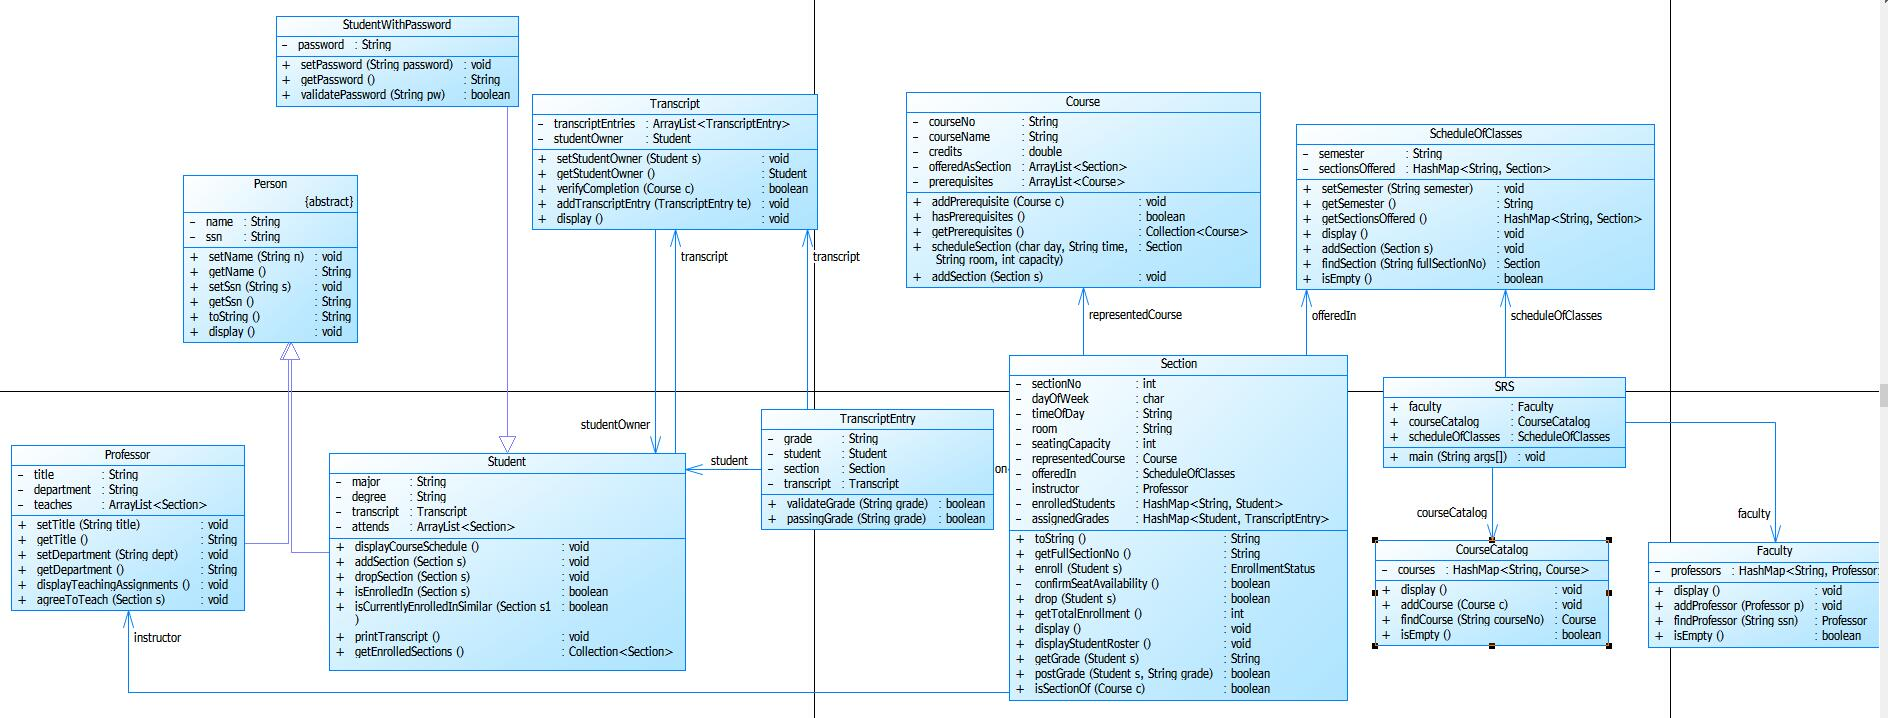 StudentWithPassword
- password : String
+ setPassword (String password) : void
+ getPassword () : String
+ validatePassword (String pw) : boolean
Transcript
- transcriptEntries : ArrayList<TranscriptEntry>
- studentOwner : Student
+ setStudentOwner (Student s) : void
+ getStudentOwner () : Student
+ verifyCompletion (Course c) : boolean
+ addTranscriptEntry (TranscriptEntry te) : void
+ display () : void
Course
- courseNo : String
- courseName : String
- credits : double
- offeredAsSection : ArrayList<Section>
- prerequisites : ArrayList<Course>
+ addPrerequisite (Course c) : void
+ hasPrerequisites () : boolean
+ getPrerequisites () : Collection<Course>
+ scheduleSection (char day, String time, : Section
String room, int capacity)
+ addSection (Section s) : void
ScheduleOfClasses
- semester : String
- sectionsOffered : HashMap<String, Section>
+ setSemester (String semester) : void
+ getSemester () : String
+ getSectionsOffered () : HashMap<String, Section>
+ display () : void
+ addSection (Section s) : void
+ findSection (String fullSectionNo) : Section
+ isEmpty () : boolean
Person
{abstract}
- name : String
- ssn : String
+ setName (String n) : void
+ getName () : String
+ setSsn (String s) : void
+ getSsn () : String
+ toString () : String
+ display () : void
transcript
transcript
representedCourse
offeredIn
scheduleOfClasses
studentOwner
Professor
- title : String
- department : String
- teaches : ArrayList<Section>
+ setTitle (String title) : void
+ getTitle () : String
+ setDepartment (String dept) : void
+ getDepartment () : String
+ displayTeachingAssignments () : void
+ agreeToTeach (Section s) : void
instructor
Student
- major : String
- degree : String
- transcript : Transcript
- attends : ArrayList<Section>
+ displayCourseSchedule () : void
+ addSection (Section s) : void
+ dropSection (Section s) : void
+ isEnrolledIn (Section s) : boolean
+ isCurrentlyEnrolledInSimilar (Section s1 : boolean
)
+ printTranscript () : void
+ getEnrolledSections () : Collection<Section>
student
TranscriptEntry
- grade : String
- student : Student
- section : Section
- transcript : Transcript
+ validateGrade (String grade) : boolean
+ passingGrade (String grade) : boolean
on
Section
- sectionNo : int
- dayOfWeek : char
- timeOfDay : String
- room : String
- seatingCapacity : int
- representedCourse : Course
- offeredIn : ScheduleOfClasses
- instructor : Professor
- enrolledStudents : HashMap<String, Student>
- assignedGrades : HashMap<Student, TranscriptEntry>
+ toString () : String
+ getFullSectionNo () : String
+ enroll (Student s) : EnrollmentStatus
- confirmSeatAvailability () : boolean
+ drop (Student s) : boolean
+ getTotalEnrollment () : int
+ display () : void
+ displayStudentRoster () : void
+ getGrade (Student s) : String
+ postGrade (Student s, String grade) : boolean
+ isSectionOf (Course c) : boolean
SRS
+ faculty : Faculty
+ courseCatalog : CourseCatalog
+ scheduleOfClasses : ScheduleOfClasses
+ main (String args[]) : void
courseCatalog
faculty
CourseCatalog
- courses : HashMap<String, Course>
+ display () : void
+ addCourse (Course c) : void
+ findCourse (String courseNo) : Course
+ isEmpty () : boolean
Faculty
- professors : HashMap<String, Professor
+ display () : void
+ addProfessor (Professor p) : void
+ findProfessor (String ssn) : Professor
+ isEmpty () : boolean